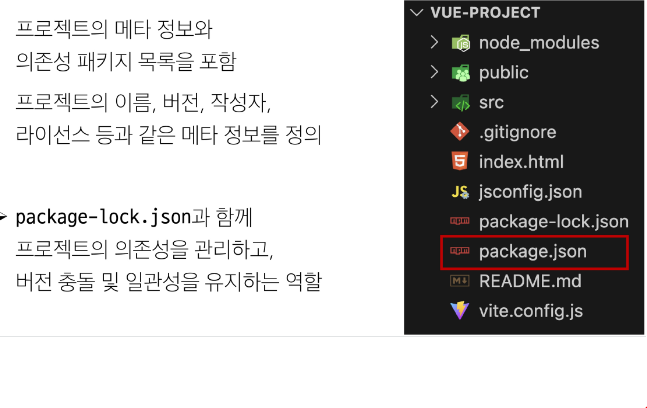 프로젝트의 메타 정보와
의존성 패키지 목록을 포함
프로젝트의 이름, 버전, 작성자,
라이선스 등과 같은 메타 정보를 정의
package-lock.json과 함께
프로젝트의 의존성을 관리하고,
버전 충돌 및 일관성을 유지하는 역할
VUE-PROJECT
node_modules
public
src
.gitignore
index.html
JS jsconfig.json
package-lock.json
package.json
README.md
vite.config.js